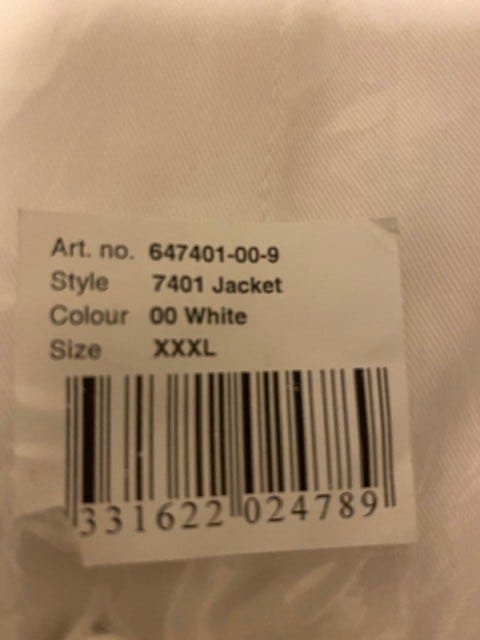 Art. no. 647401-00-9
Style 7401 Jacket
Colour 00 White
Size XXXL
331622 024789